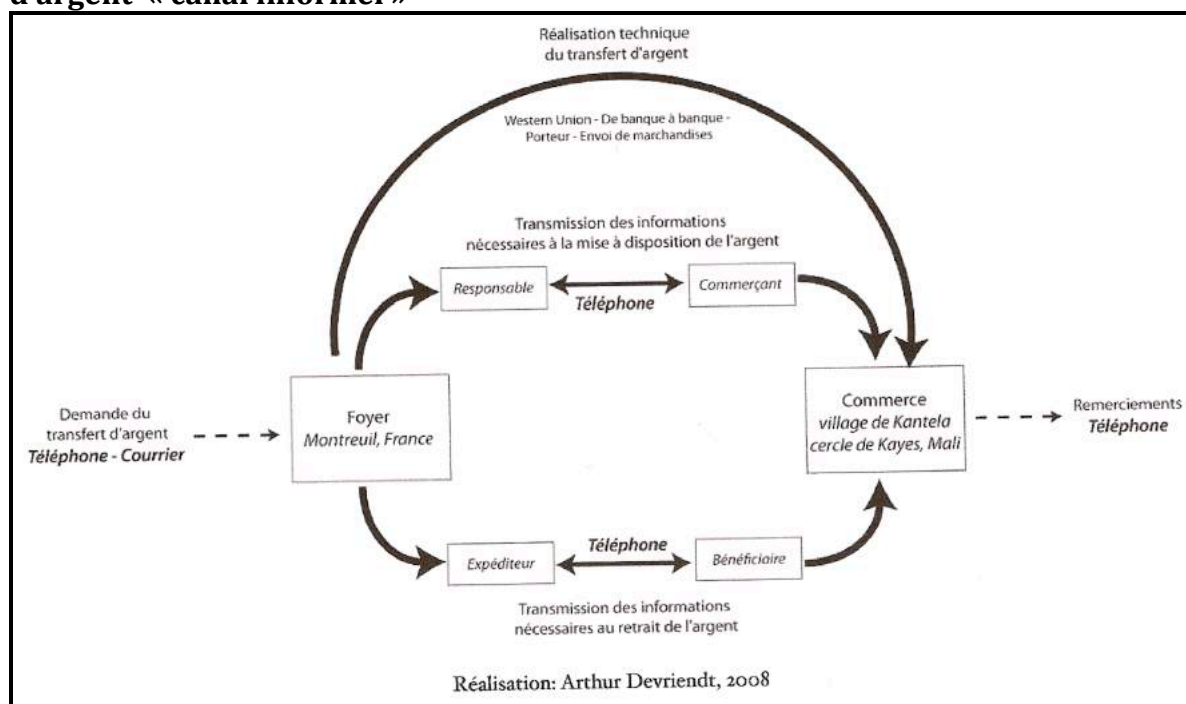 d'argent « canal informel »
Réalisation technique
du transfert d'argent
Western Union - De banque à banque -
Porteur - Envoi de marchandises
Transmission des informations
nécessaires à la mise à disposition de l'argent
Responsable
Téléphone
Commerçant
Demande du
transfert d'argent
Téléphone - Courrier
Foyer
Montreuil, France
Commerce
village de Kantela
cercle de Kayes, Mali
Remerciements
Téléphone
Expéditeur
Téléphone
Bénéficiaire
Transmission des informations
nécessaires au retrait de l'argent
Réalisation: Arthur Devriendt, 2008